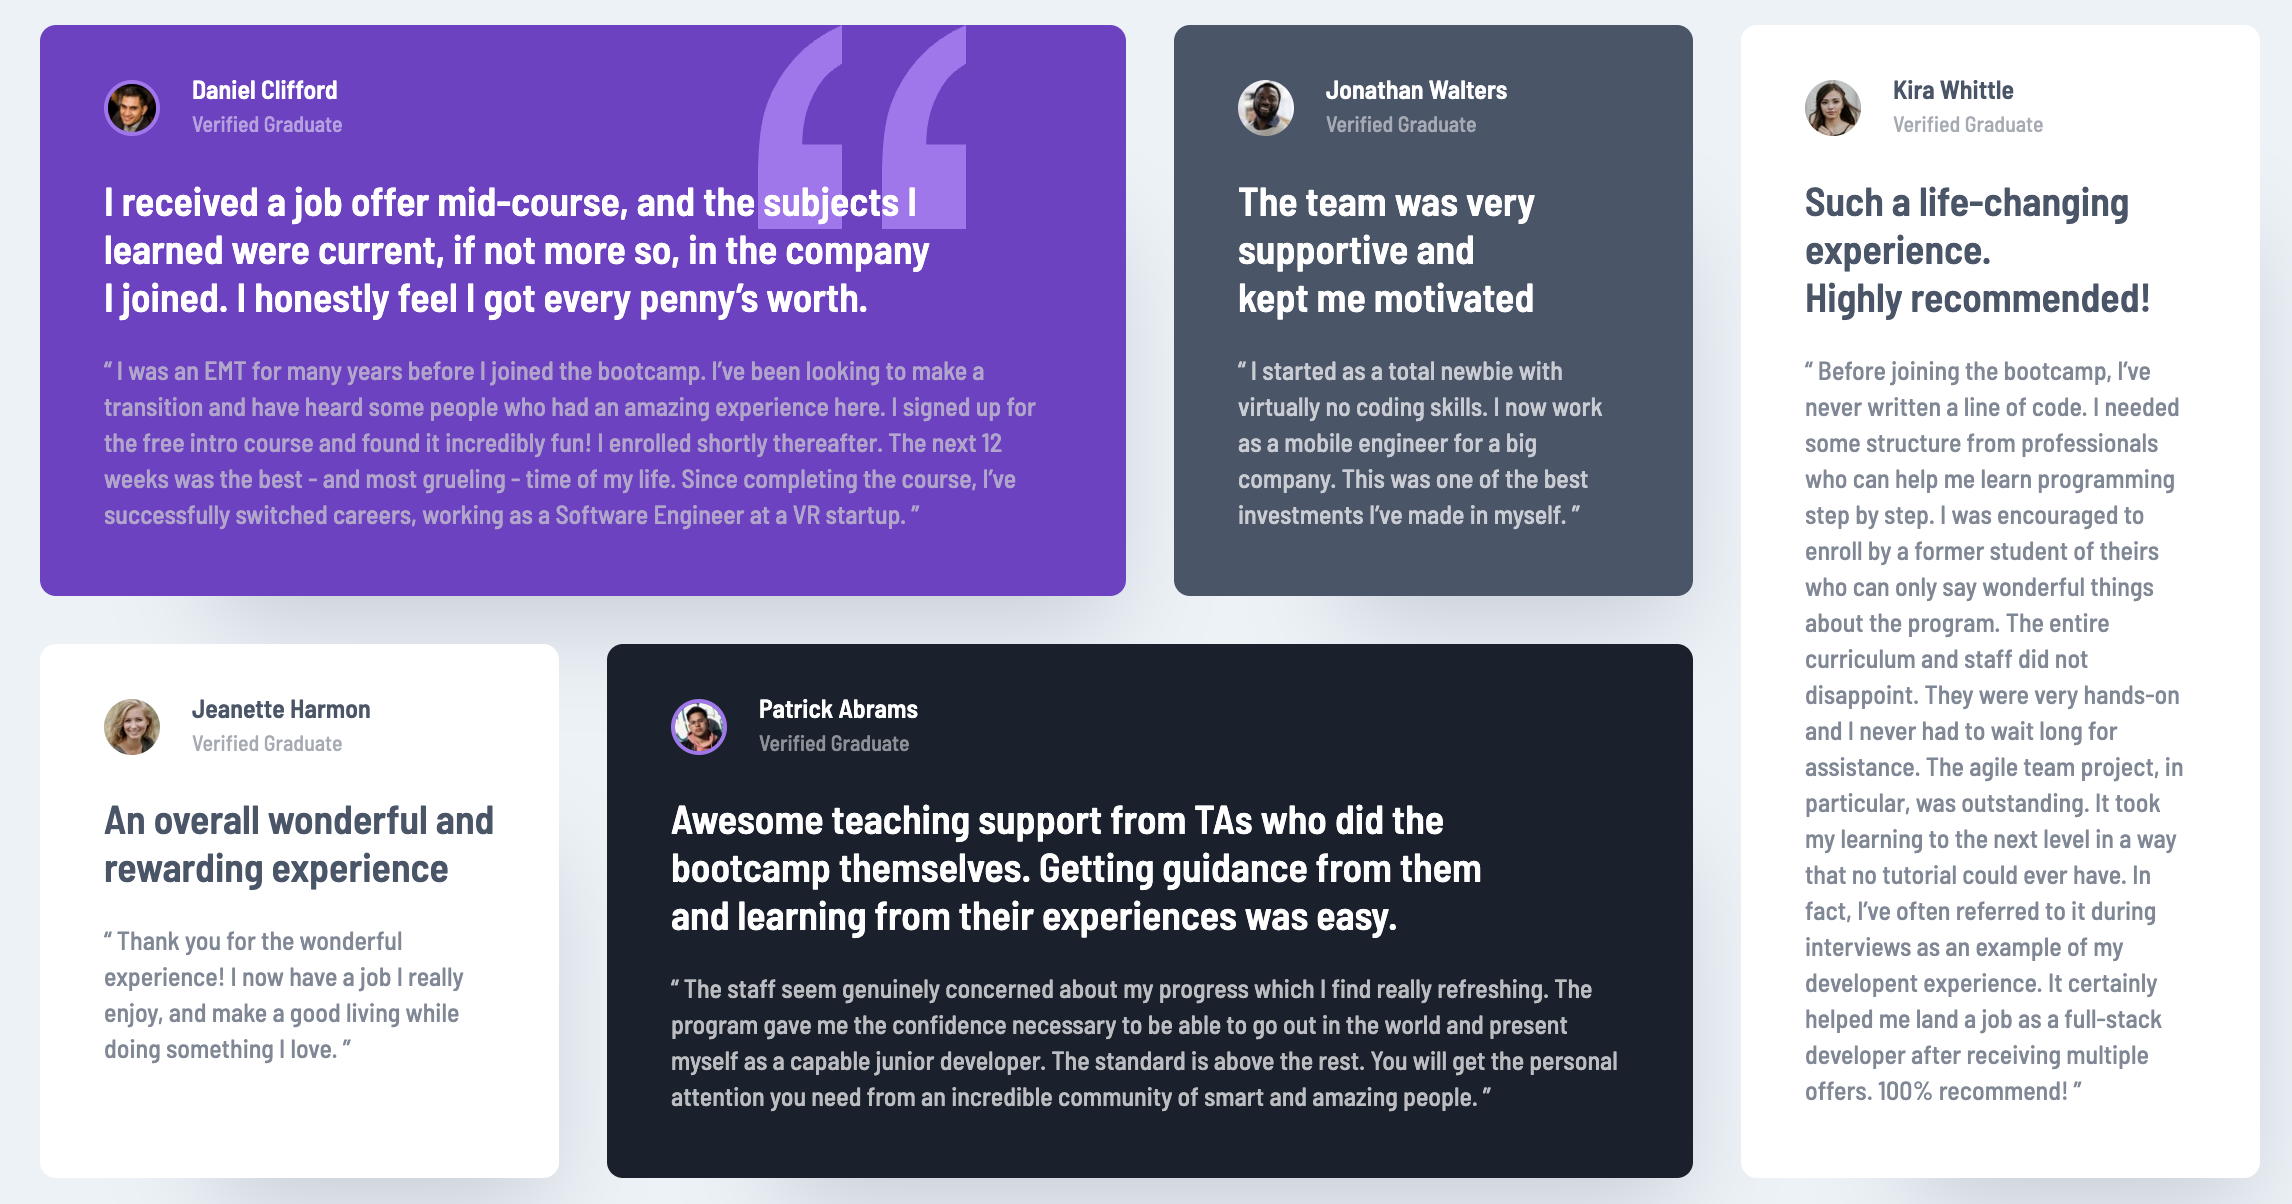 Daniel Clifford
Verified Graduate
I received a job offer mid-course, and the subjects I
learned were current, if not more so, in the company
I joined. I honestly feel I got every penny’s worth.
“ I was an EMT for many years before I joined the bootcamp. I’ve been looking to make a
transition and have heard some people who had an amazing experience here. I signed up for
the free intro course and found it incredibly fun! I enrolled shortly thereafter. The next 12
weeks was the best - and most grueling - time of my life. Since completing the course, I’ve
successfully switched careers, working as a Software Engineer at a VR startup. ”
Jonathan Walters
Verified Graduate
The team was very
supportive and
kept me motivated
“ I started as a total newbie with
virtually no coding skills. I now work
as a mobile engineer for a big
company. This was one of the best
investments I’ve made in myself. ”
Kira Whittle
Verified Graduate
Such a life-changing
experience.
Highly recommended!
“ Before joining the bootcamp, I’ve
never written a line of code. I needed
some structure from professionals
who can help me learn programming
step by step. I was encouraged to
enroll by a former student of theirs
who can only say wonderful things
about the program. The entire
curriculum and staff did not
disappoint. They were very hands-on
and I never had to wait long for
assistance. The agile team project, in
particular, was outstanding. It took
my learning to the next level in a way
that no tutorial could ever have. In
fact, I’ve often referred to it during
interviews as an example of my
developent experience. It certainly
helped me land a job as a full-stack
developer after receiving multiple
offers. 100% recommend! ”
Jeanette Harmon
Verified Graduate
An overall wonderful and
rewarding experience
“ Thank you for the wonderful
experience! I now have a job I really
enjoy, and make a good living while
doing something I love. ”
Patrick Abrams
Verified Graduate
Awesome teaching support from TAs who did the
bootcamp themselves. Getting guidance from them
and learning from their experiences was easy.
“ The staff seem genuinely concerned about my progress which I find really refreshing. The
program gave me the confidence necessary to be able to go out in the world and present
myself as a capable junior developer. The standard is above the rest. You will get the personal
attention you need from an incredible community of smart and amazing people. ”